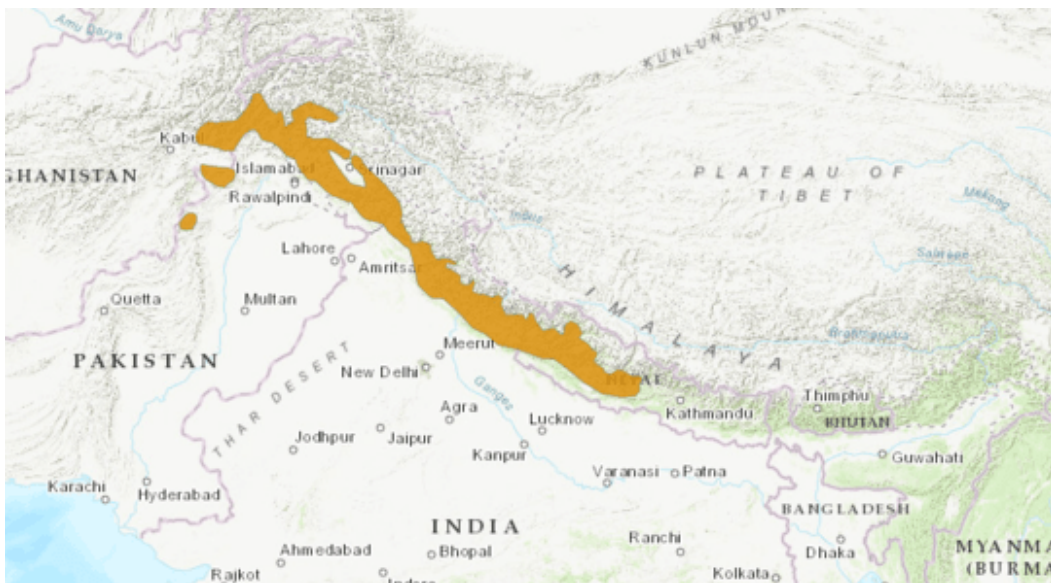 Amu Darya
KUNLUN MOUN
Kabul
GHANISTAN
Islamabad
Srinagar
Rawalpindi
PLATEAU OF
TIBET
Mekong
Indus
Salween
Lahore
Amritsar
HIMALAYA
Quetta
Multan
Brahmaputra
PAKISTAN
Meerut
New Delhi
THAR DESERT
Ganges
NEPAL
Kathmandu
Thimphu
BHUTAN
Agra
Lucknow
Jodhpur
Jaipur
Kanpur
Guwahati
Varanasi
Patna
Karachi
Hyderabad
BANGLADESH
INDIA
Ranchi
Dhaka
MYANMA
(BURMA
Ahmedabad
Bhopal
Rajkot
Kolkata